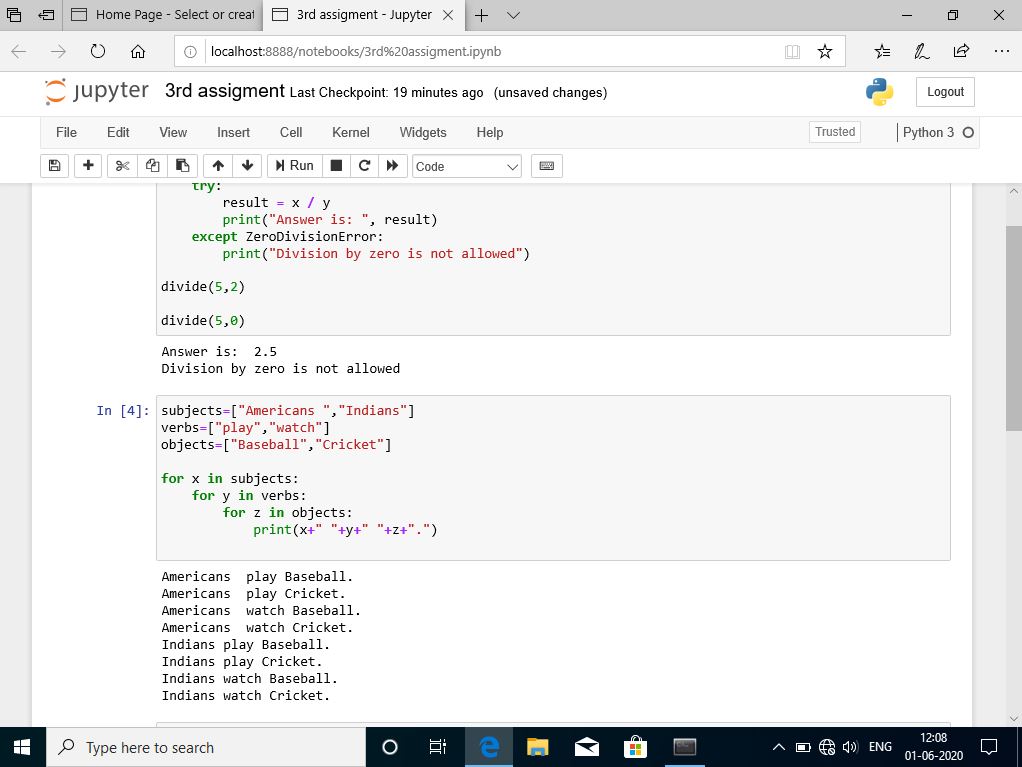 Home Page - Select or creat
3rd assigment - Jupyter
localhost:8888/notebooks/3rd%20assigment.ipynb
jupyter 3rd assigment Last Checkpoint: 19 minutes ago (unsaved changes)
Logout
File Edit View Insert Cell Kernel Widgets Help
Trusted
Python 3
Run
Code
try:
result = x / y
print("Answer is: ", result)
except ZeroDivisionError:
print("Division by zero is not allowed")
divide(5,2)
divide(5,0)
Answer is:  2.5
Division by zero is not allowed
In [4]:
subjects=["Americans ","Indians"]
verbs=["play","watch"]
objects=["Baseball","Cricket"]
for x in subjects:
for y in verbs:
for z in objects:
print(x+" "+y+" "+z+".")
Americans  play Baseball.
Americans  play Cricket.
Americans  watch Baseball.
Americans  watch Cricket.
Indians play Baseball.
Indians play Cricket.
Indians watch Baseball.
Indians watch Cricket.
Type here to search
ENG
12:08
01-06-2020